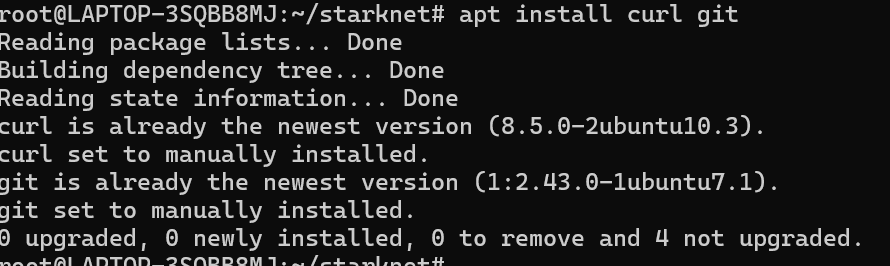 root@LAPTOP-3SQBB8MJ:~/starknet# apt install curl git
Reading package lists... Done
Building dependency tree... Done
Reading state information... Done
curl is already the newest version (8.5.0-2ubuntu10.3).
curl set to manually installed.
git is already the newest version (1:2.43.0-1ubuntu7.1).
git set to manually installed.
0 upgraded, 0 newly installed, 0 to remove and 4 not upgraded.
root@LAPTOP-3SQBB8MJ:~/starknet#